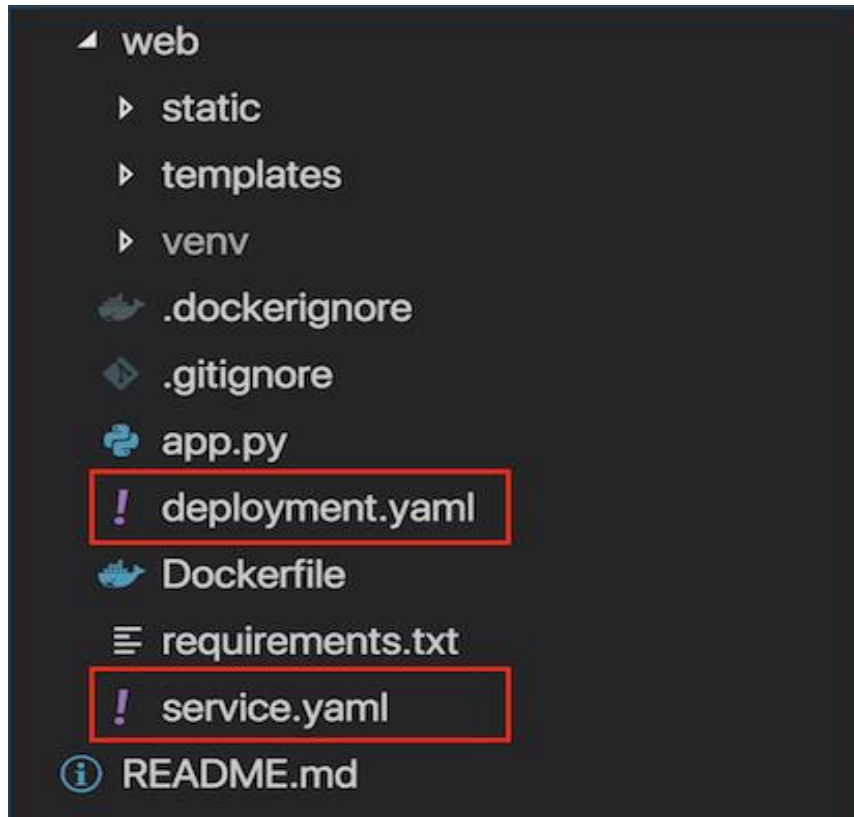 web
static
templates
venv
.dockerignore
.gitignore
app.py
deployment.yaml
Dockerfile
requirements.txt
service.yaml
README.md